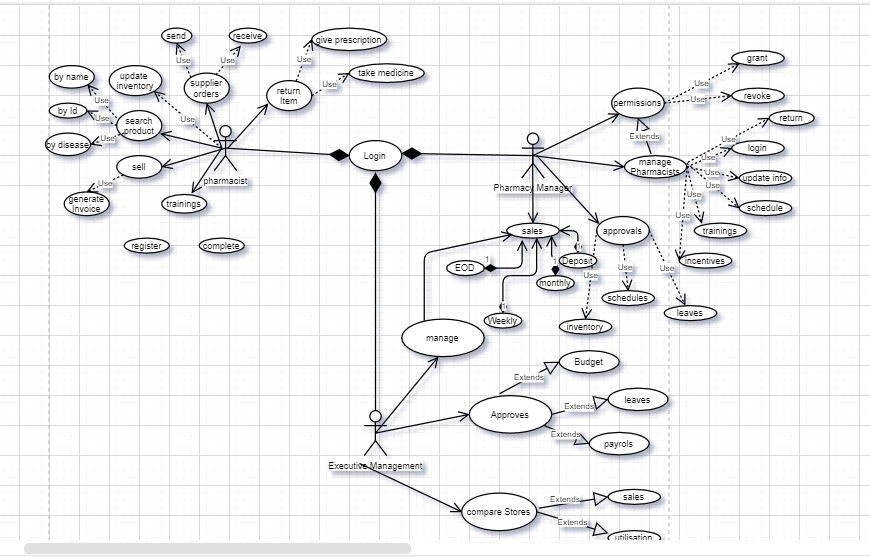 send
receive
give prescription
Use
Use
Use
take medicine
Use
by name
update
inventory
supplier
orders
return
Item
Use
by Id
Use
search
product
Use
Use
by disease
sell
Use
generate
Invoice
pharmacist
trainings
register
complete
Login
grant
Use
permissions
Use
revoke
Extends
return
Use
login
Use
manage
Pharmacists
Use
update info
Use
Pharmacy Manager
Use
schedule
Use
trainings
sales
approvals
incentives
EOD
1
Deposit
1
Use
Use
Use
monthly
schedules
leaves
Weekly
inventory
manage
Budget
Extends
leaves
Extends
Approves
Extends
payrols
Executive Management
compare Stores
Extends
sales
Extends
utilisation